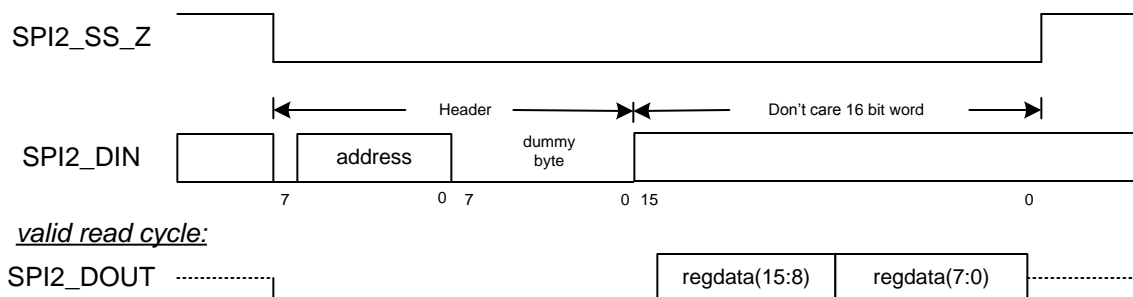 SPI2_SS_Z
Header
Don't care 16 bit word
SPI2_DIN
address
dummy
byte
7 0 7 0 15 0
valid read cycle:
SPI2_DOUT
regdata(15:8) regdata(7:0)